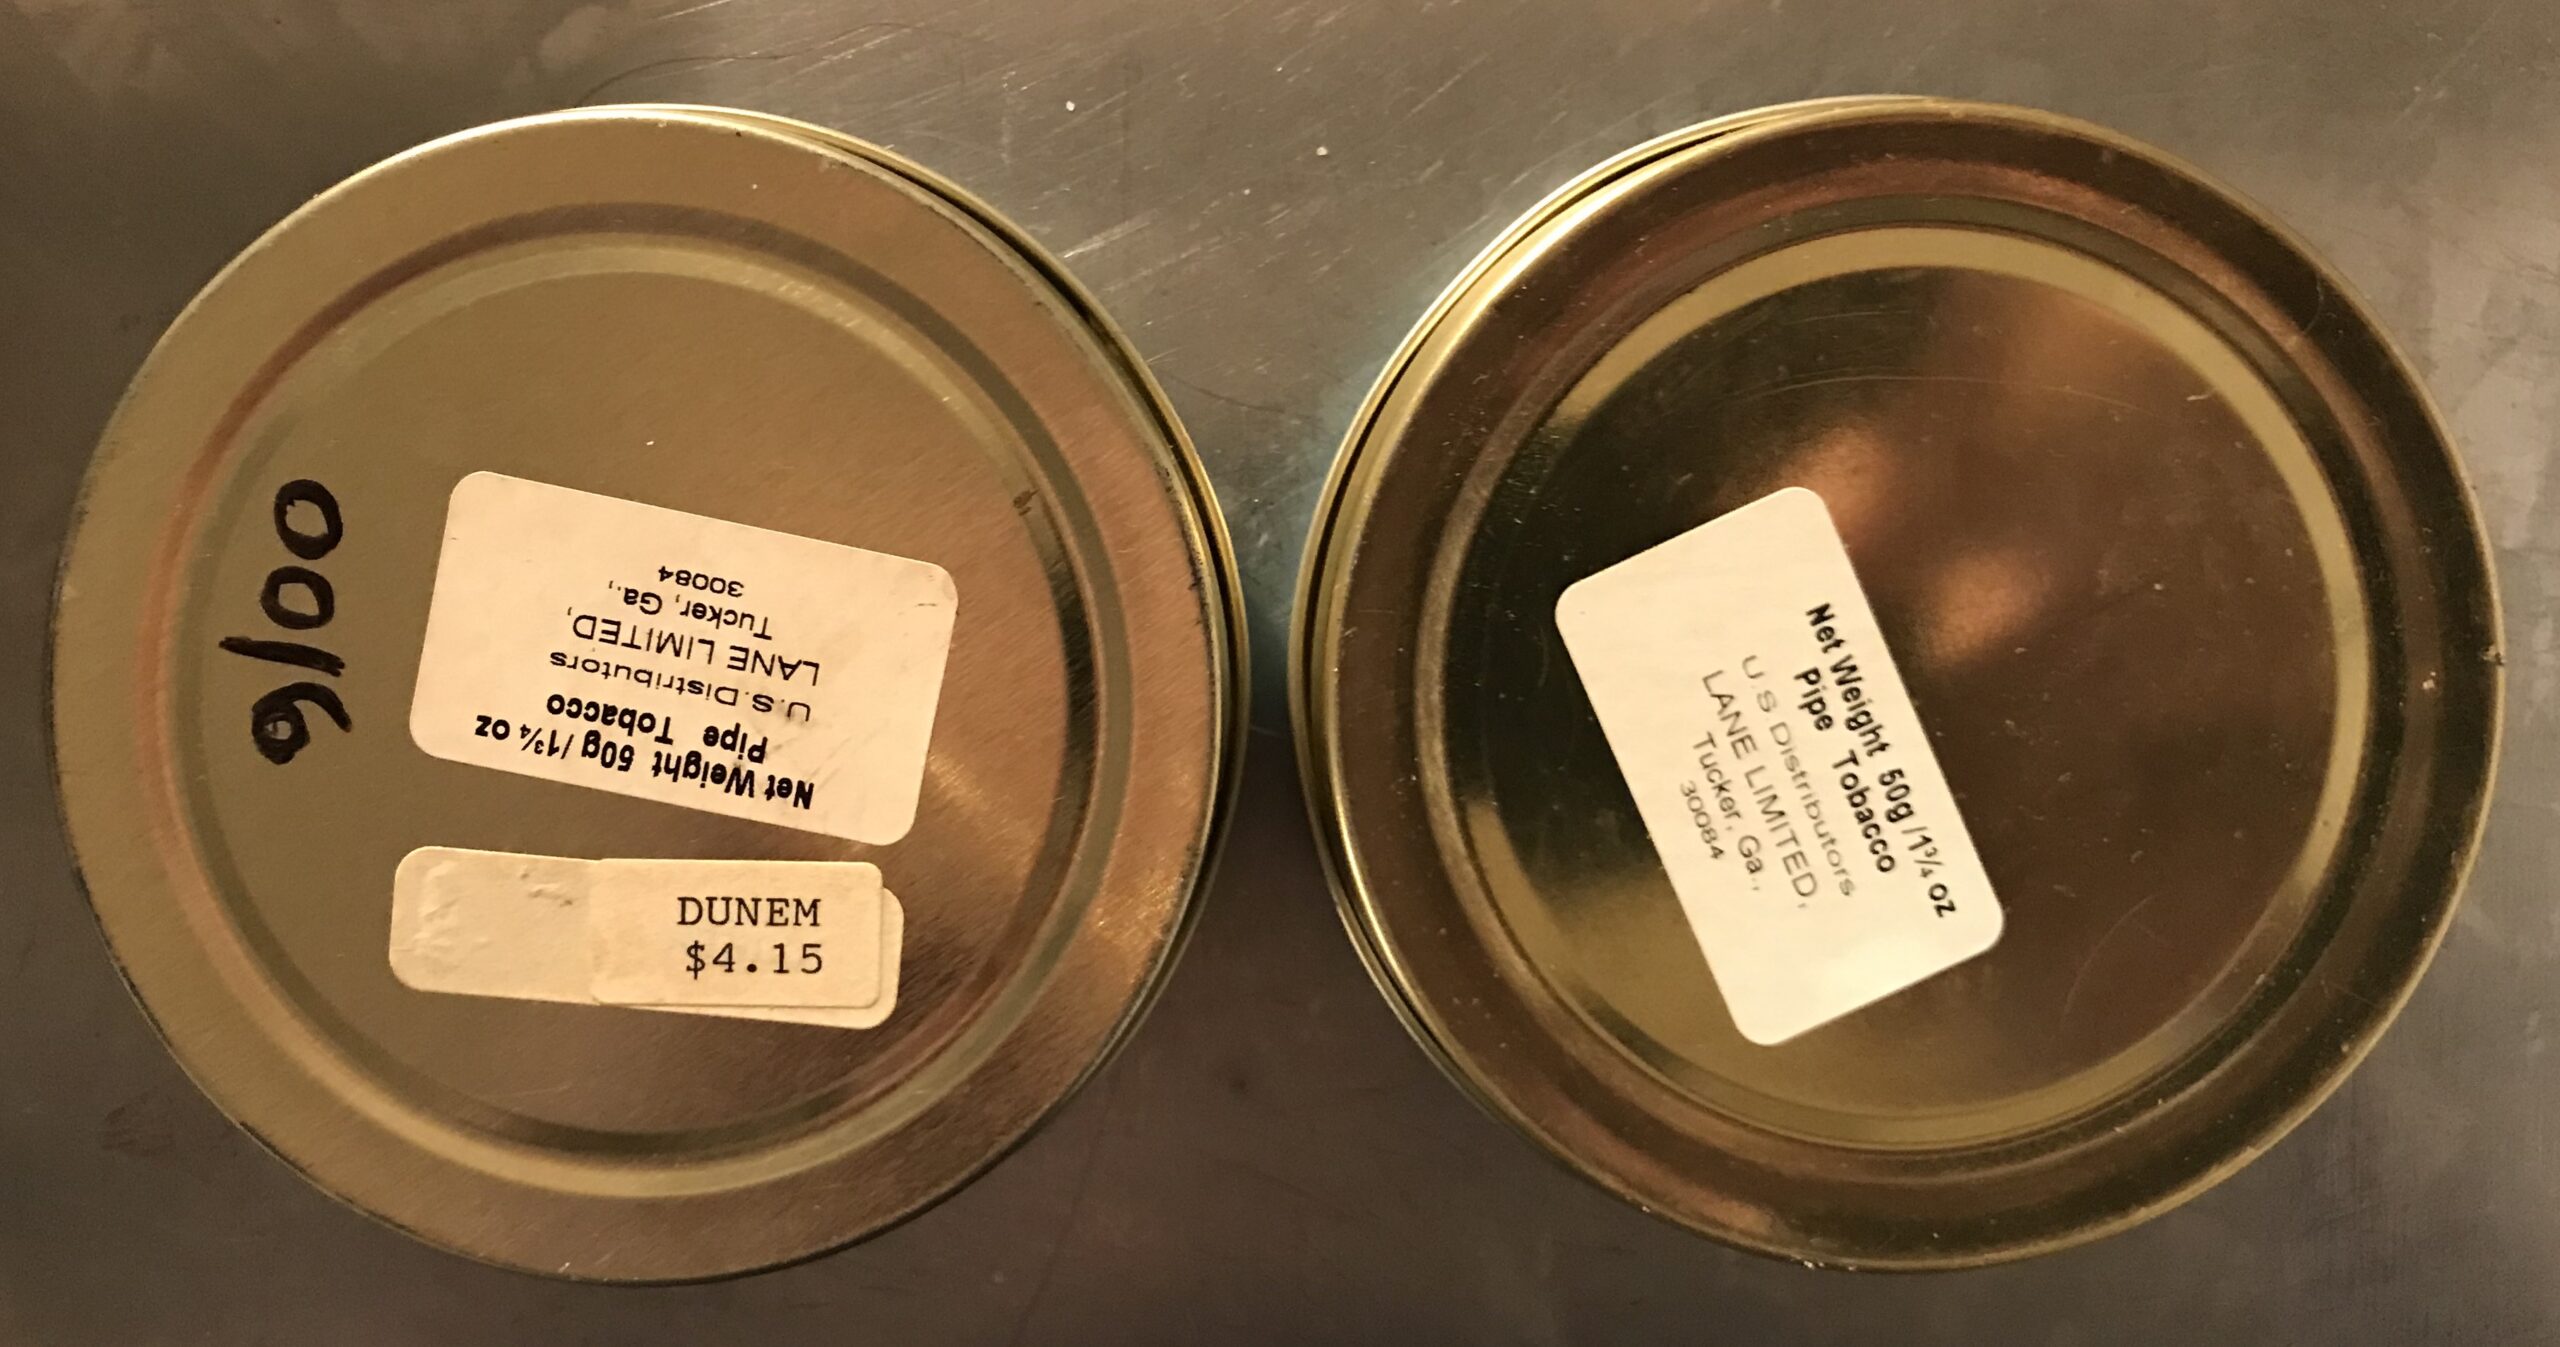 9/00
Net Weight 50g/1¾ oz
Pipe Tobacco
U.S.Distributors
LANE LIMITED,
Tucker, Ga.,
30084
DUNEM
$4.15
Net Weight 50g/1¾ oz
Pipe Tobacco
U.S Distributors
LANE LIMITED,
Tucker, Ga.,
30084